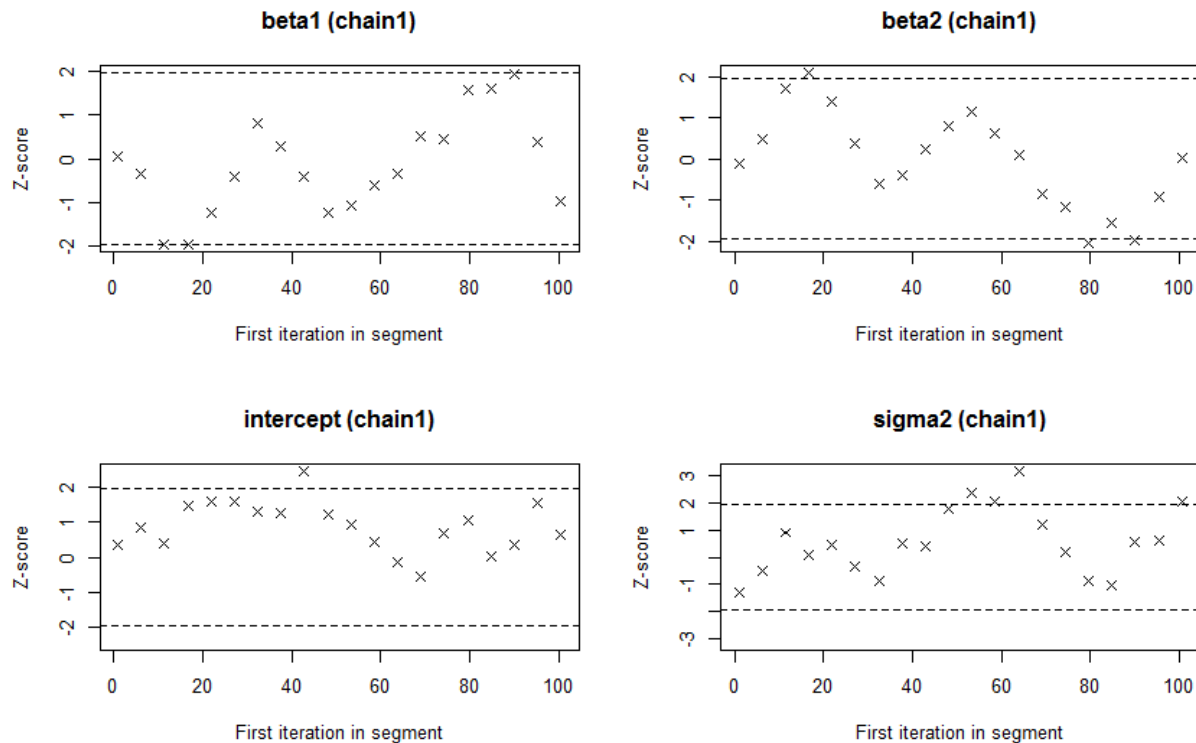 beta1 (chain1)
Z-score
2
1
0
-1
-2
0 20 40 60 80 100
First iteration in segment
beta2 (chain1)
Z-score
2
1
0
-1
-2
0 20 40 60 80 100
First iteration in segment
intercept (chain1)
Z-score
2
1
0
-1
-2
0 20 40 60 80 100
First iteration in segment
sigma2 (chain1)
Z-score
3
2
1
-1
-3
0 20 40 60 80 100
First iteration in segment